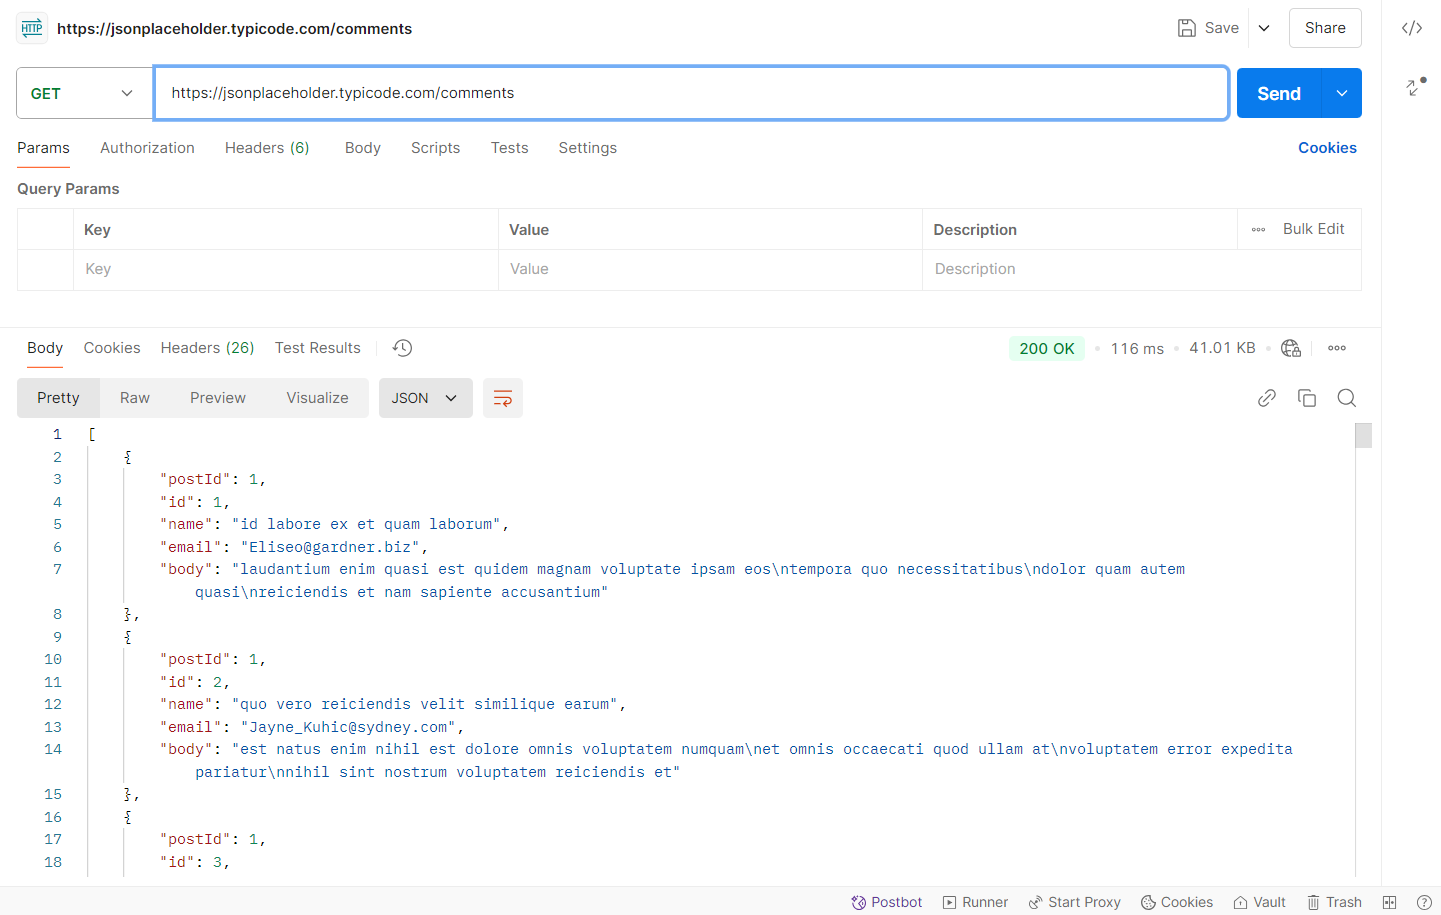 HTTP https://jsonplaceholder.typicode.com/comments Save Share
GET https://jsonplaceholder.typicode.com/comments Send
Params Authorization Headers (6) Body Scripts Tests Settings Cookies
Query Params
Key Value Description Bulk Edit
Key Value Description
Body Cookies Headers (26) Test Results 200 OK • 116 ms • 41.01 KB •
Pretty Raw Preview Visualize JSON
1 [
2 {
3 "postId": 1,
4 "id": 1,
5 "name": "id labore ex et quam laborum",
6 "email": "Eliseo@gardner.biz",
7 "body": "laudantium enim quasi est quidem magnam voluptate ipsam eos\ntempora quo necessitatibus\ndolor quam autem
quasi\nreiciendis et nam sapiente accusantium"
8 },
9 {
10 "postId": 1,
11 "id": 2,
12 "name": "quo vero reiciendis velit similique earum",
13 "email": "Jayne_Kuhic@sydney.com",
14 "body": "est natus enim nihil est dolore omnis voluptatem numquam\net omnis occaecati quod ullam at\nvoluptatem error expedita
pariatur\nnihil sint nostrum voluptatem reiciendis et"
15 },
16 {
17 "postId": 1,
18 "id": 3,
Postbot Runner Start Proxy Cookies Vault Trash